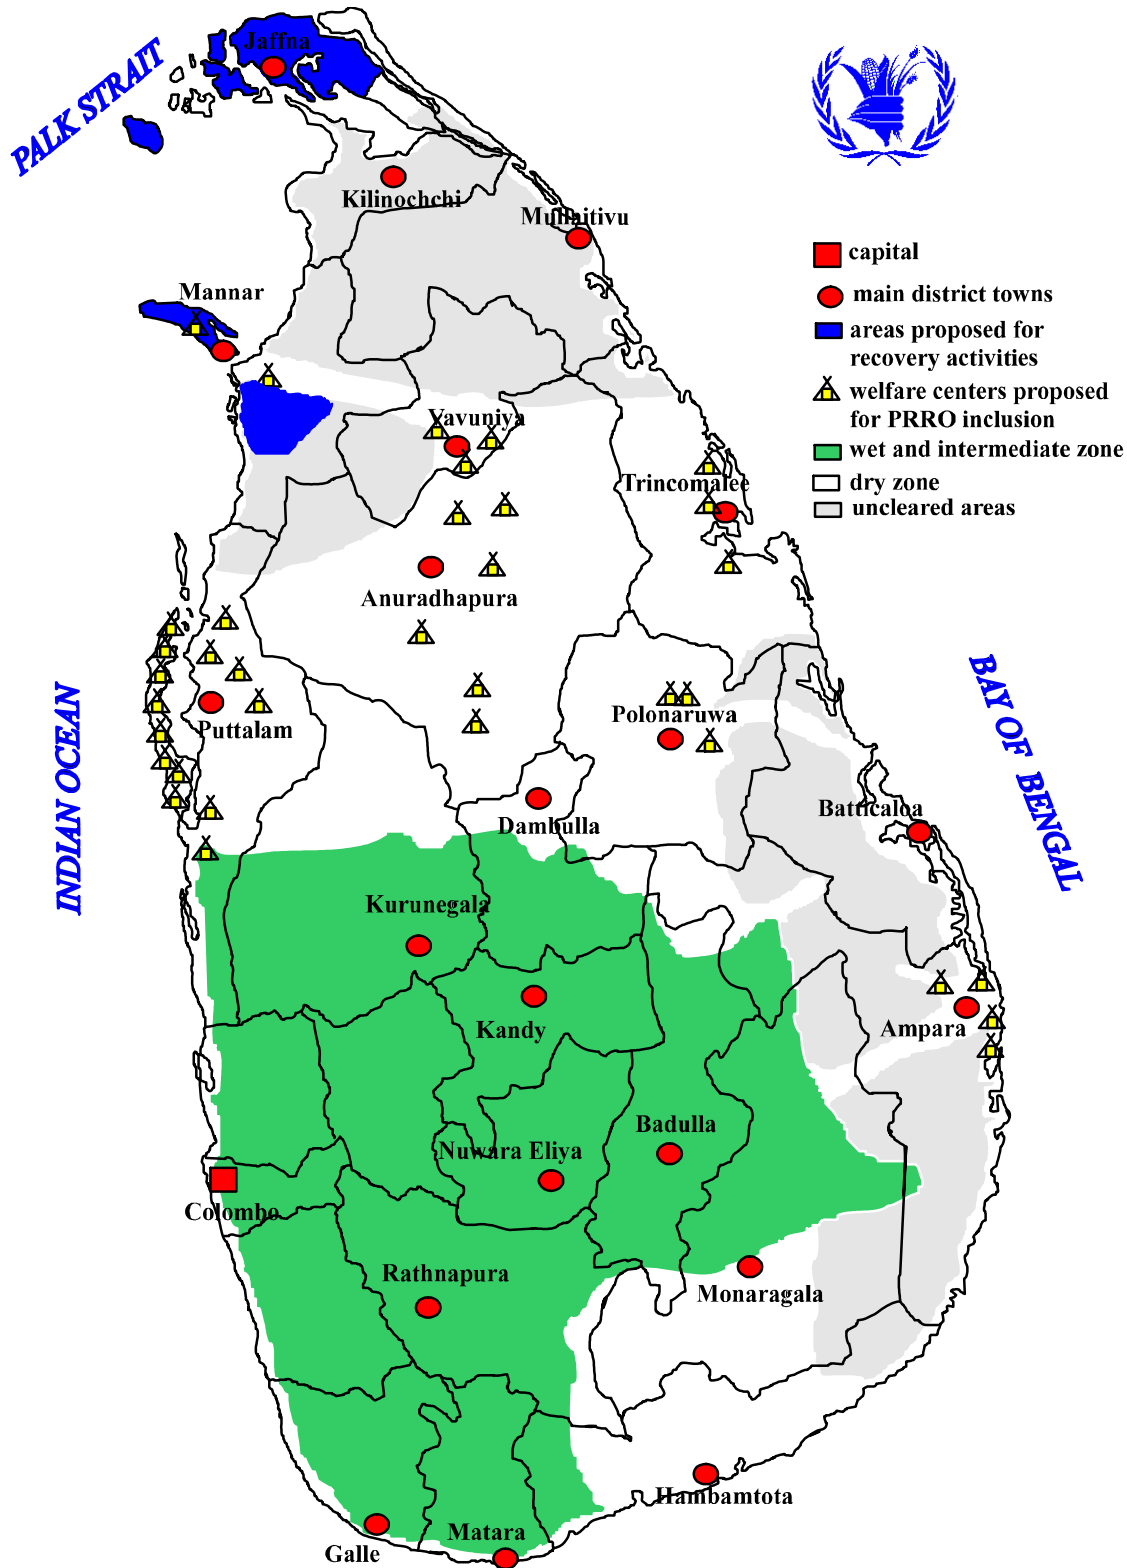 Jaffna
PALK STRAIT
Kilinochchi
Mullaitivu
capital
Mannar
main district towns
areas proposed for
recovery activities
welfare centers proposed
for PRRO inclusion
Vavuniya
wet and intermediate zone
Trincomalee
dry zone
uncleared areas
Anuradhapura
BAY OF BENGAL
INDIAN OCEAN
Polonaruwa
Puttalam
Batticaloa
Dambulla
Kurunegala
Ampara
Kandy
Badulla
Nuwara Eliya
Colombo
Rathnapura
Monaragala
Hambamtota
Matara
Galle